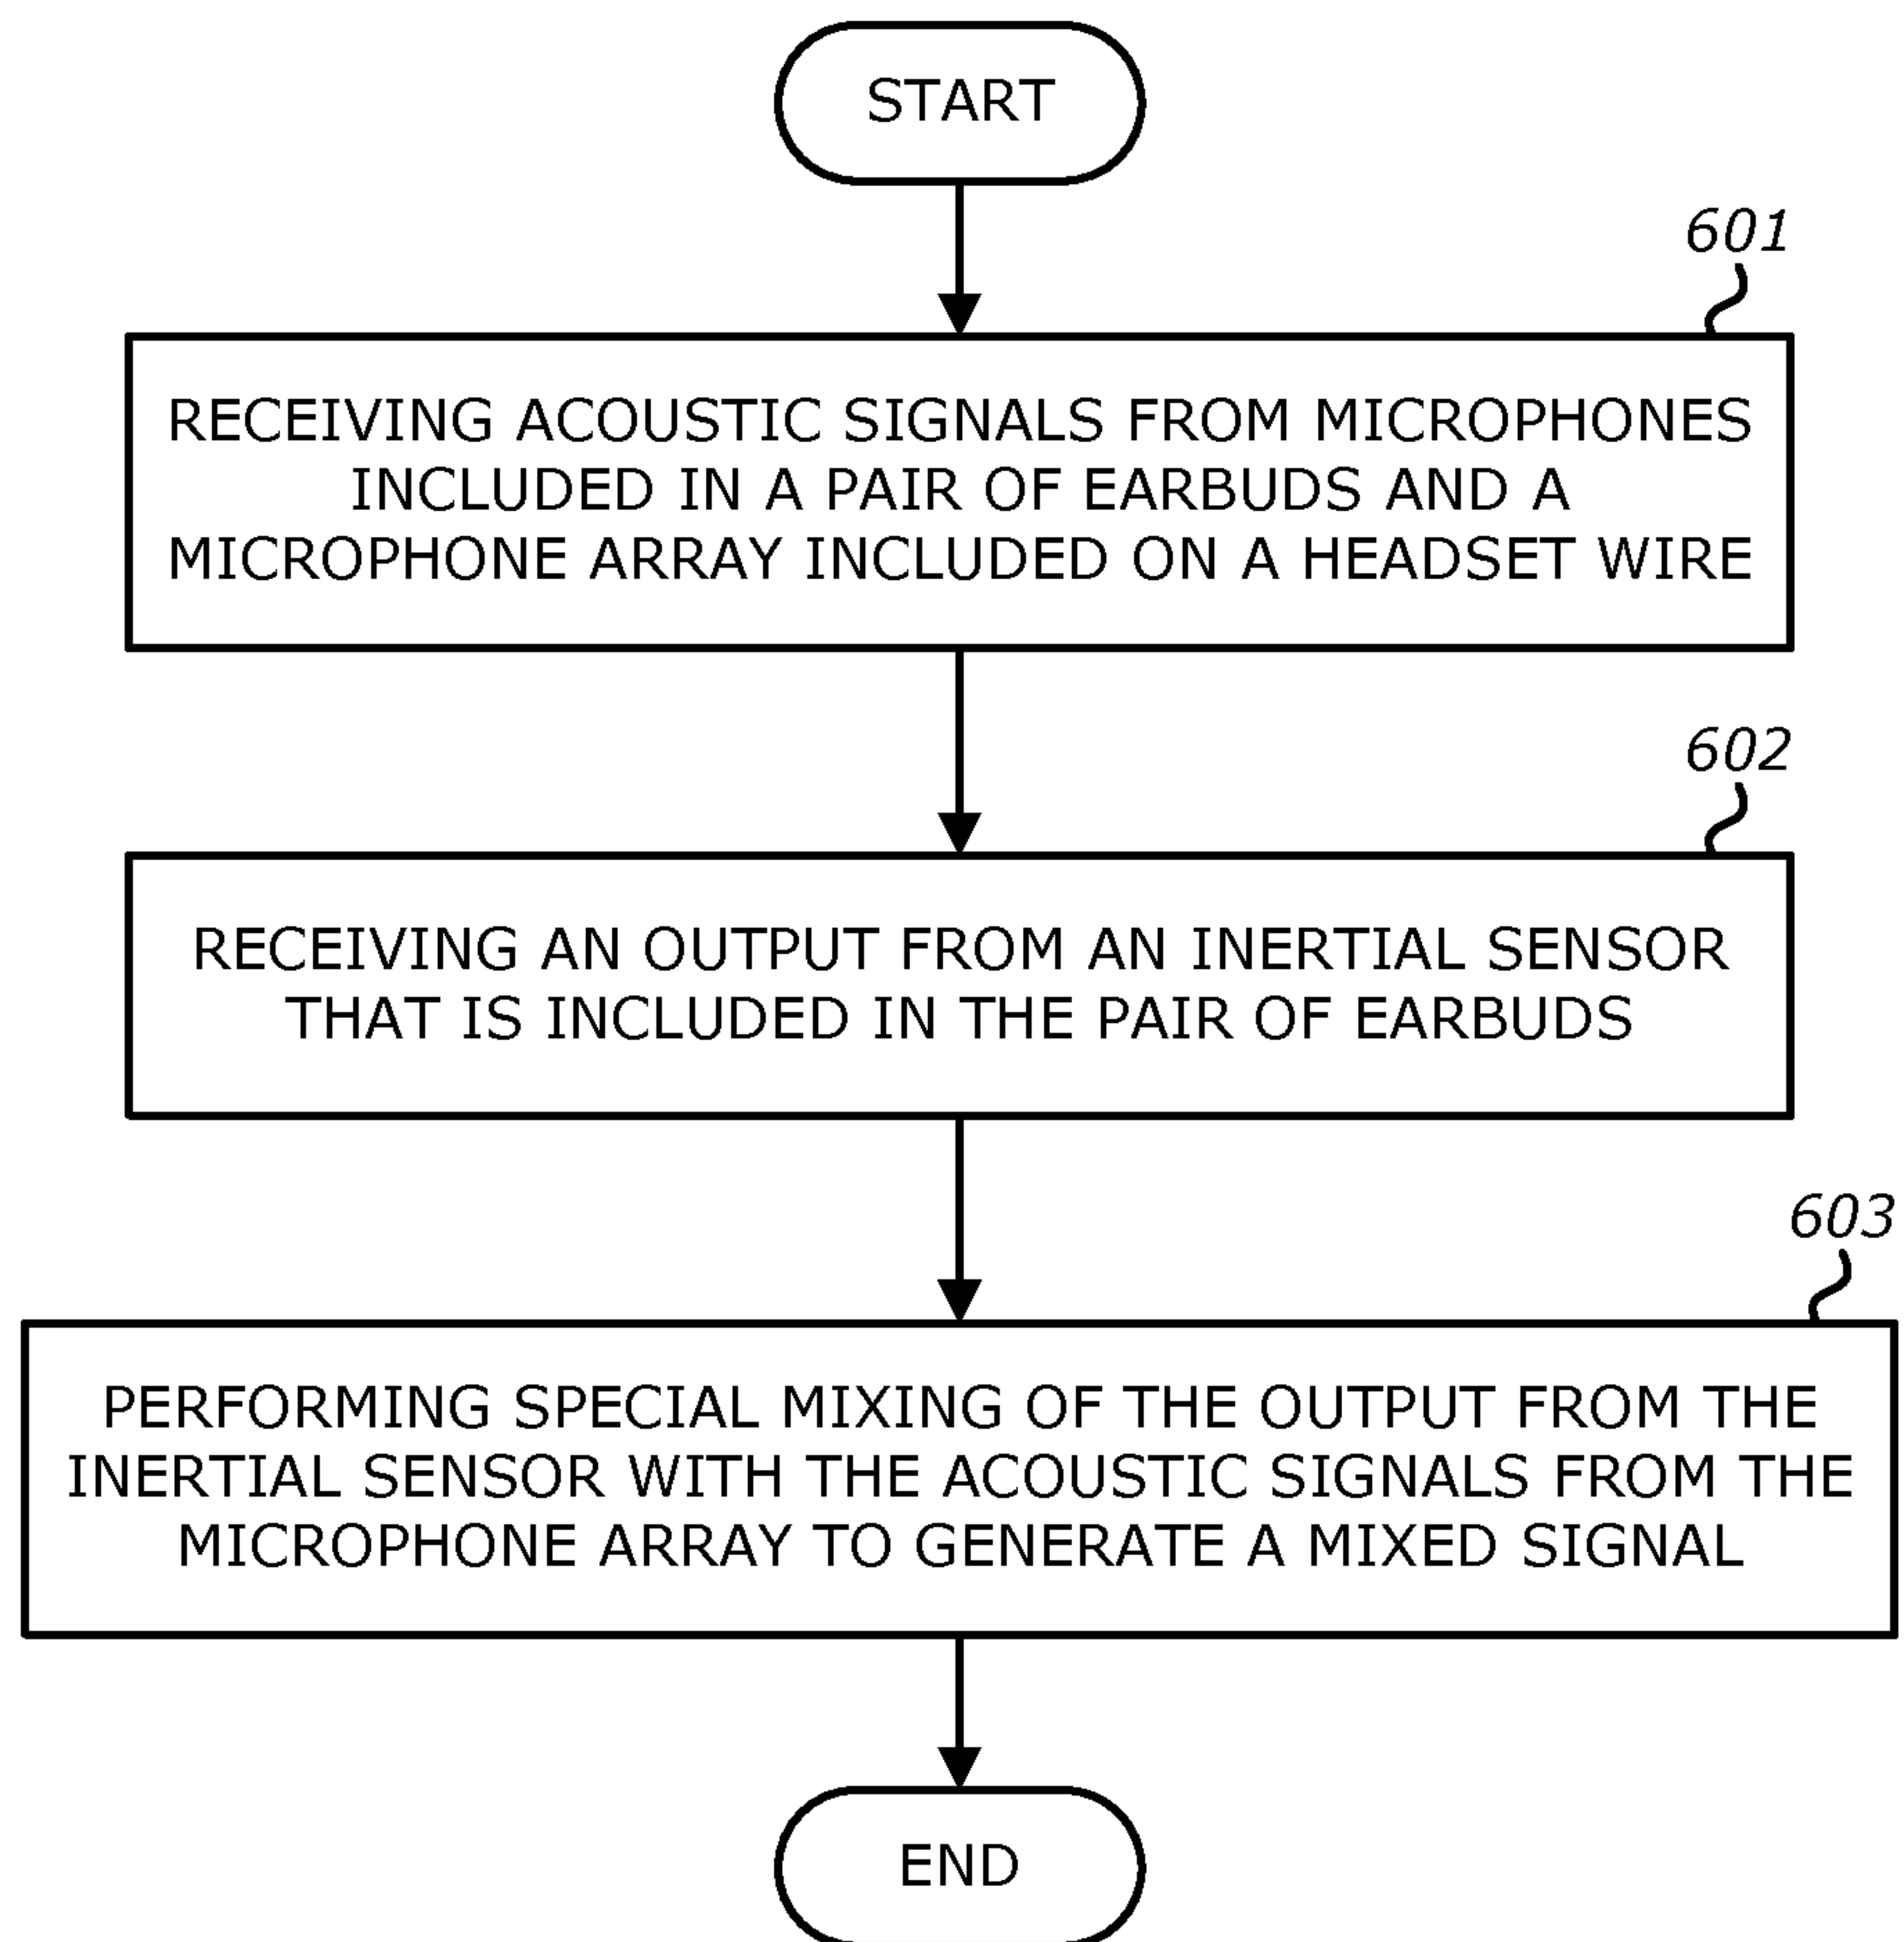 START
601
RECEIVING ACOUSTIC SIGNALS FROM MICROPHONES
INCLUDED IN A PAIR OF EARBUDS AND A
MICROPHONE ARRAY INCLUDED ON A HEADSET WIRE
602
RECEIVING AN OUTPUT FROM AN INERTIAL SENSOR
THAT IS INCLUDED IN THE PAIR OF EARBUDS
603
PERFORMING SPECIAL MIXING OF THE OUTPUT FROM THE
INERTIAL SENSOR WITH THE ACOUSTIC SIGNALS FROM THE
MICROPHONE ARRAY TO GENERATE A MIXED SIGNAL
END